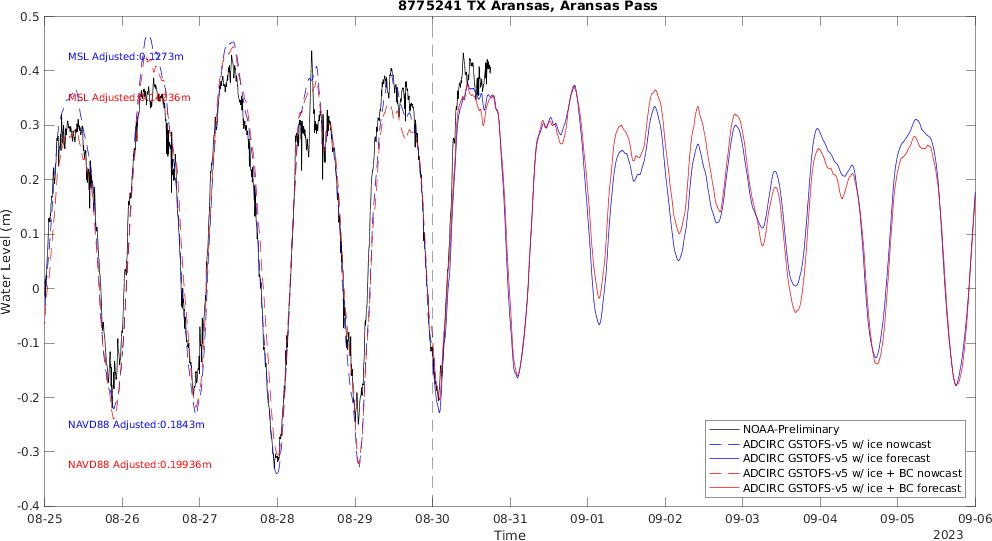 8775241 TX Aransas, Aransas Pass
0.5
0.4
0.3
0.2
0.1
0
-0.1
-0.2
-0.3
-0.4
Water Level (m)
MSL Adjusted:0.1273m
MSL
NAVD88 Adjusted:0.1843m
NAVD88 Adjusted:0.19936m
NOAA-Preliminary
ADCIRC GSTOFS-v5 w/ ice nowcast
ADCIRC GSTOFS-v5 w/ ice forecast
ADCIRC GSTOFS-v5 w/ ice + BC nowcast
ADCIRC GSTOFS-v5 w/ ice + BC forecast
08-25 08-26 08-27 08-28 08-29 08-30 08-31 09-01 09-02 09-03 09-04 09-05 09-06
Time
2023